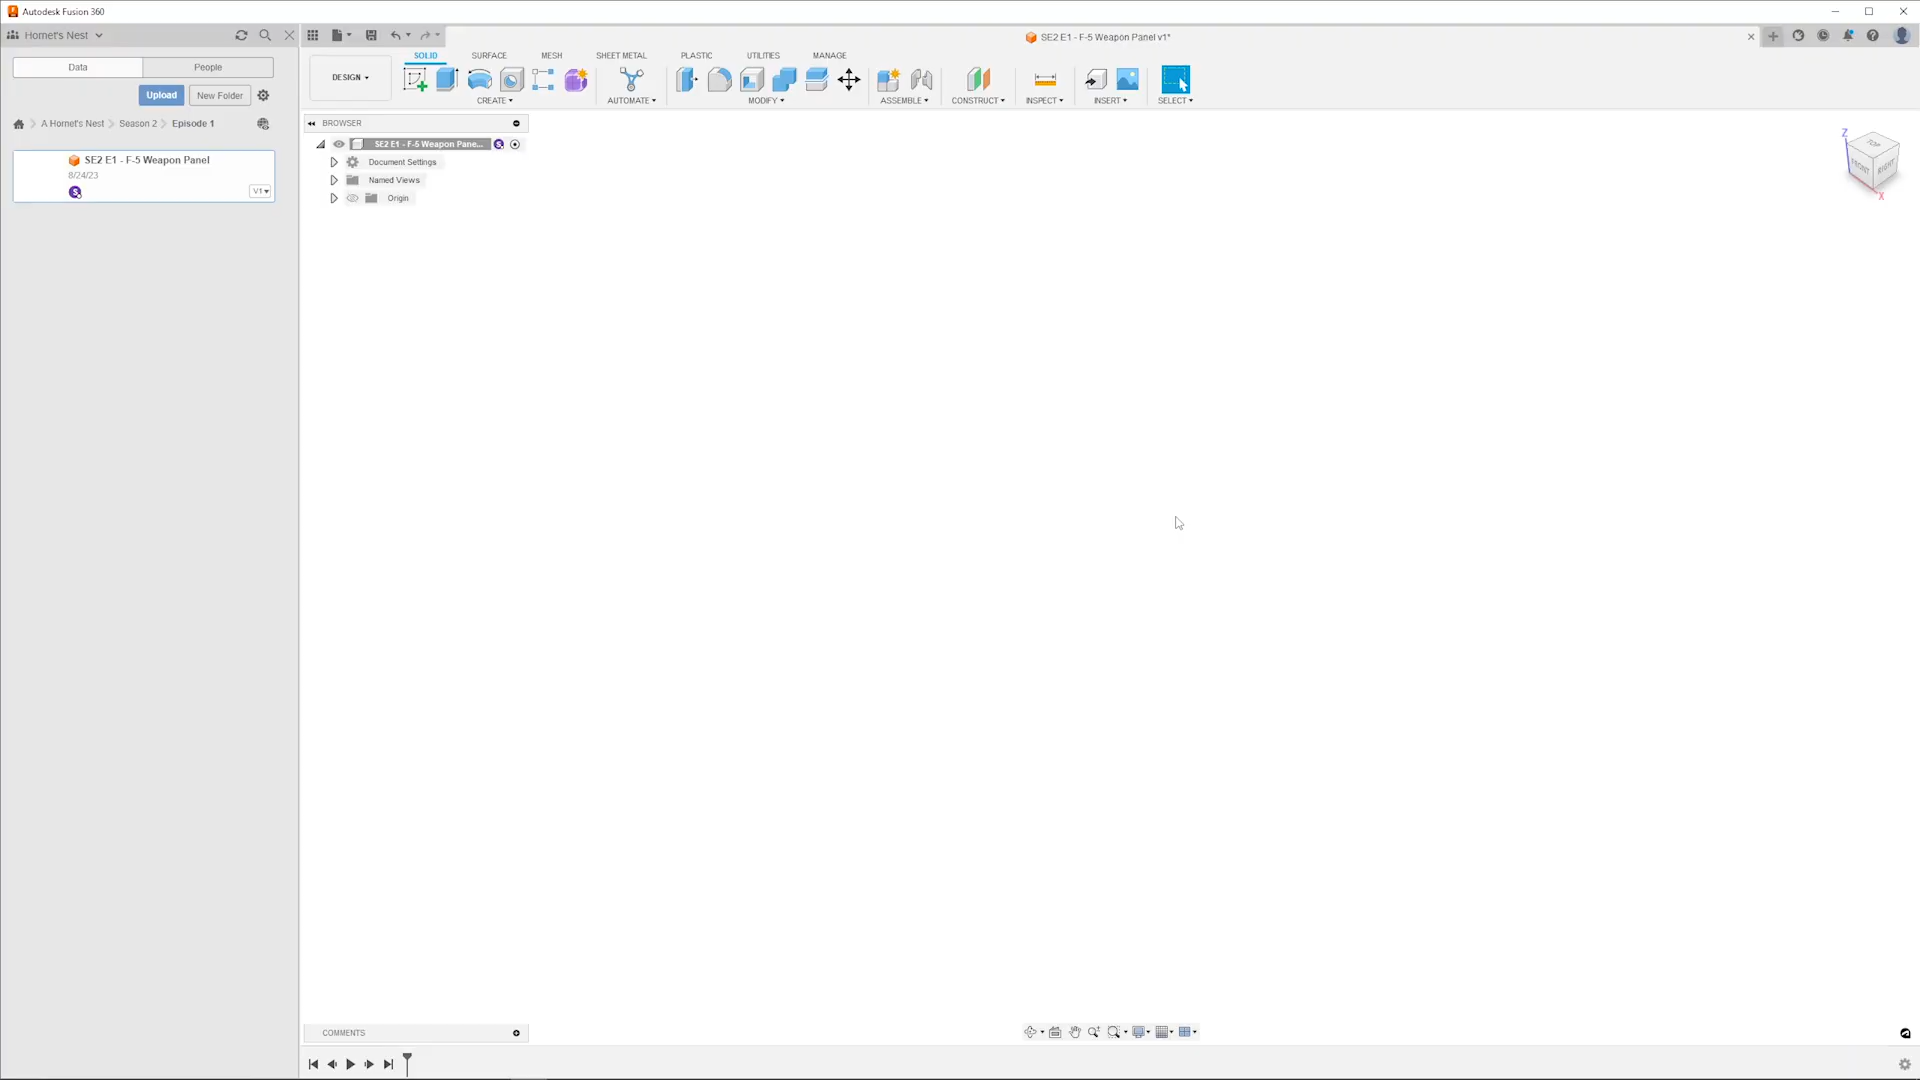 Autodesk Fusion 360
Hornet's Nest
SE2 E1 - F-5 Weapon Panel v1*
Data
People
Upload
New Folder
A Hornet's Nest
Season 2
Episode 1
SE2 E1 - F-5 Weapon Panel
8/24/23
S
V1
DESIGN
SOLID
SURFACE
MESH
SHEET METAL
PLASTIC
UTILITIES
MANAGE
CREATE
AUTOMATE
MODIFY
ASSEMBLE
CONSTRUCT
INSPECT
INSERT
SELECT
BROWSER
SE2 E1 - F-5 Weapon Pane...
Document Settings
Named Views
Origin
Z
TOP
FRONT
RIGHT
X
COMMENTS